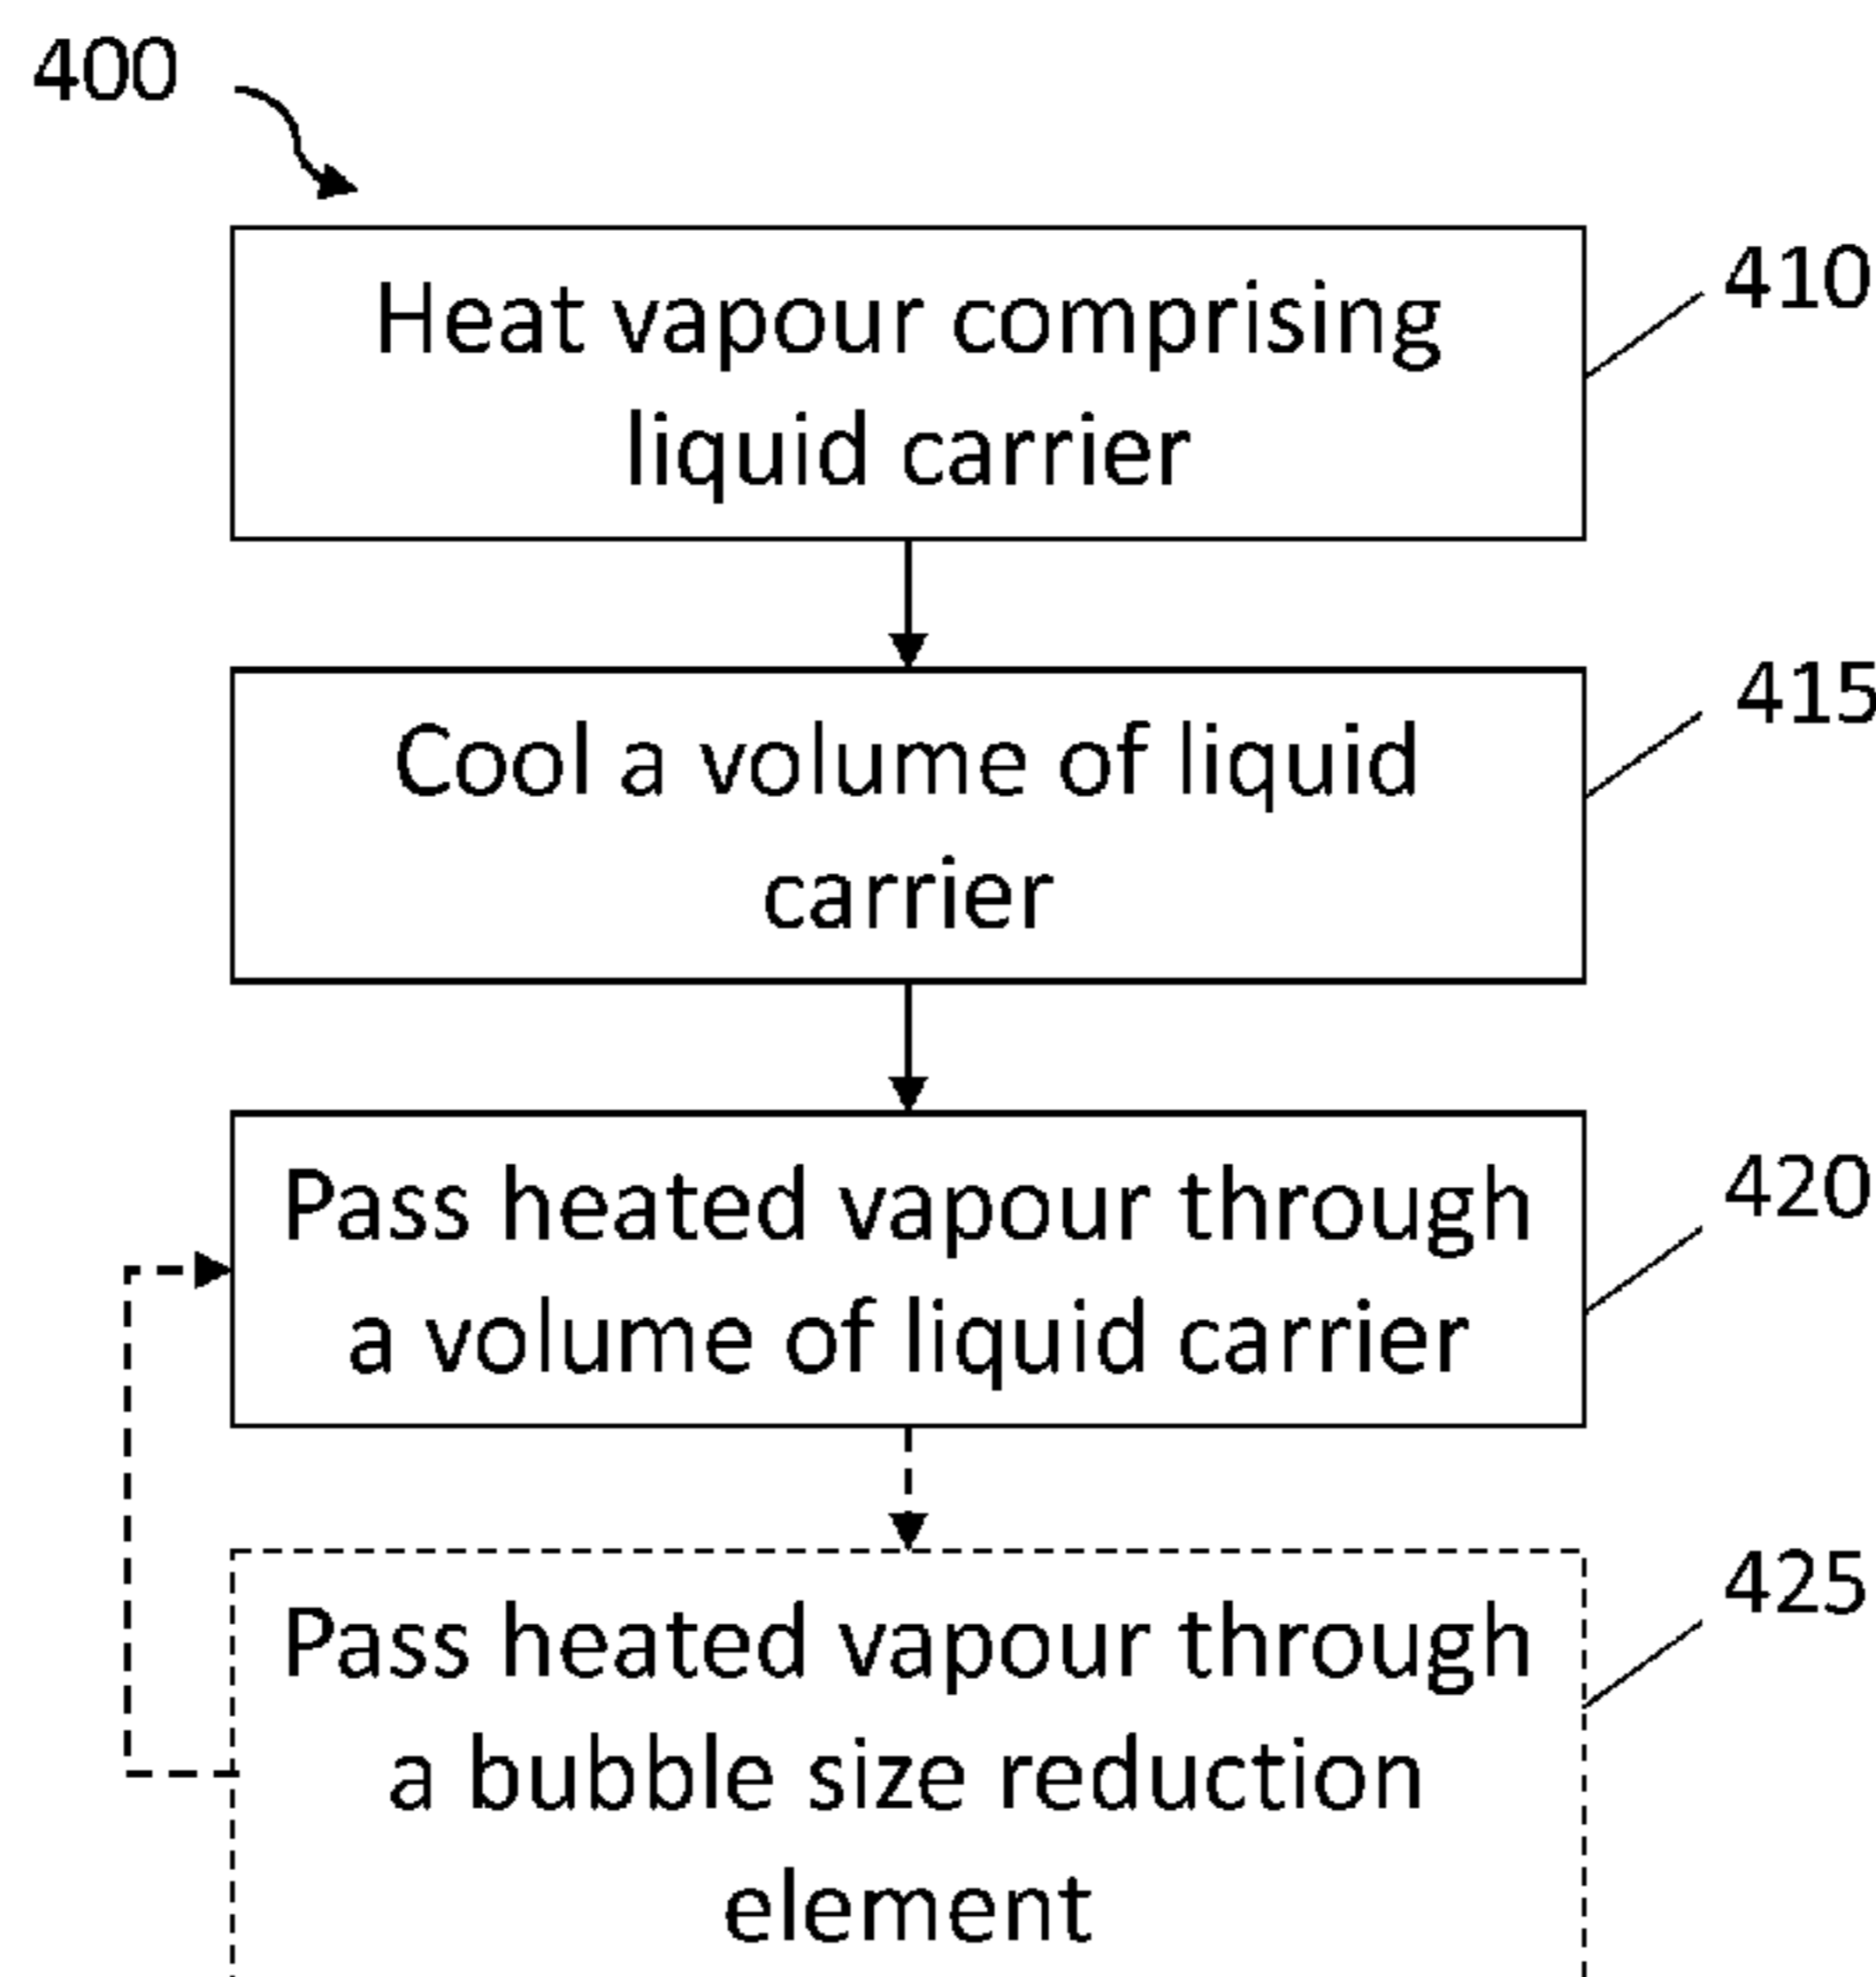 400
Heat vapour comprising
liquid carrier
410
Cool a volume of liquid
carrier
415
Pass heated vapour through
a volume of liquid carrier
420
Pass heated vapour through
a bubble size reduction
element
425